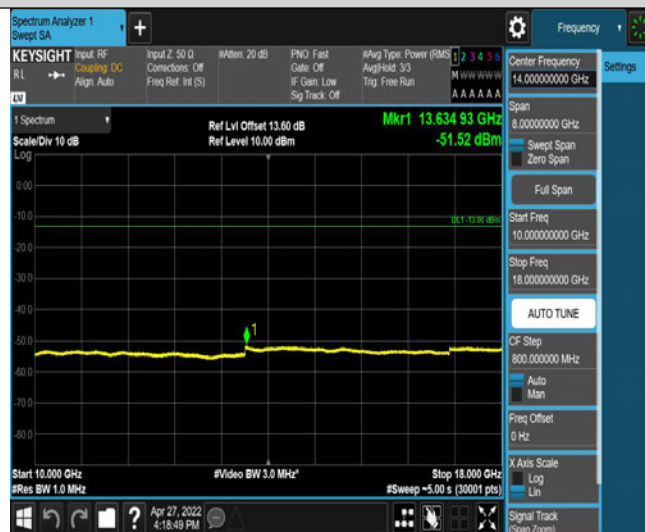 Spectrum Analyzer 1
Swept SA
+
Frequency
KEYSIGHT
Input: RF
Coupling: DC
Align: Auto
Input Z: 50 Ω
Corrections: Off
Freq Ref: Int (S)
#Atten: 20 dB
PNO: Fast
Gate: Off
IF Gain: Low
Sig Track: Off
#Avg Type: Power (RMS
Avg|Hold: 3/3
Trig: Free Run
1 2 3 4 5 6
M W W W W W
A A A A A A
R L
LXI
1 Spectrum
Scale/Div 10 dB
Ref Lvl Offset 13.60 dB
Ref Level 10.00 dBm
Mkr1 13.634 93 GHz
-51.52 dBm
Log
0.00
-10.0
-20.0
-30.0
-40.0
-50.0
-60.0
-70.0
-80.0
DL1 -13.00 dBm
1
Start 10.000 GHz
#Res BW 1.0 MHz
#Video BW 3.0 MHz*
Stop 18.000 GHz
#Sweep ~5.00 s (30001 pts)
Center Frequency
14.000000000 GHz
Settings
Span
8.00000000 GHz
Swept Span
Zero Span
Full Span
Start Freq
10.000000000 GHz
Stop Freq
18.000000000 GHz
AUTO TUNE
CF Step
800.000000 MHz
Auto
Man
Freq Offset
0 Hz
X Axis Scale
Log
Lin
Signal Track
(Span Zoom)
?
Apr 27, 2022
4:18:49 PM